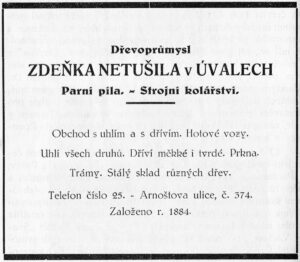 Dřevoprůmysl
ZDEŇKA NETUŠILA v ÚVALECH
Parní pila. - Strojní kolářství.
Obchod s uhlím a s dřívím. Hotové vozy.
Uhlí všech druhů. Dříví měkké i tvrdé. Prkna.
Trámy. Stálý sklad různých dřev.
Telefon číslo 25. - Arnoštova ulice, č. 374.
Založeno r. 1884.